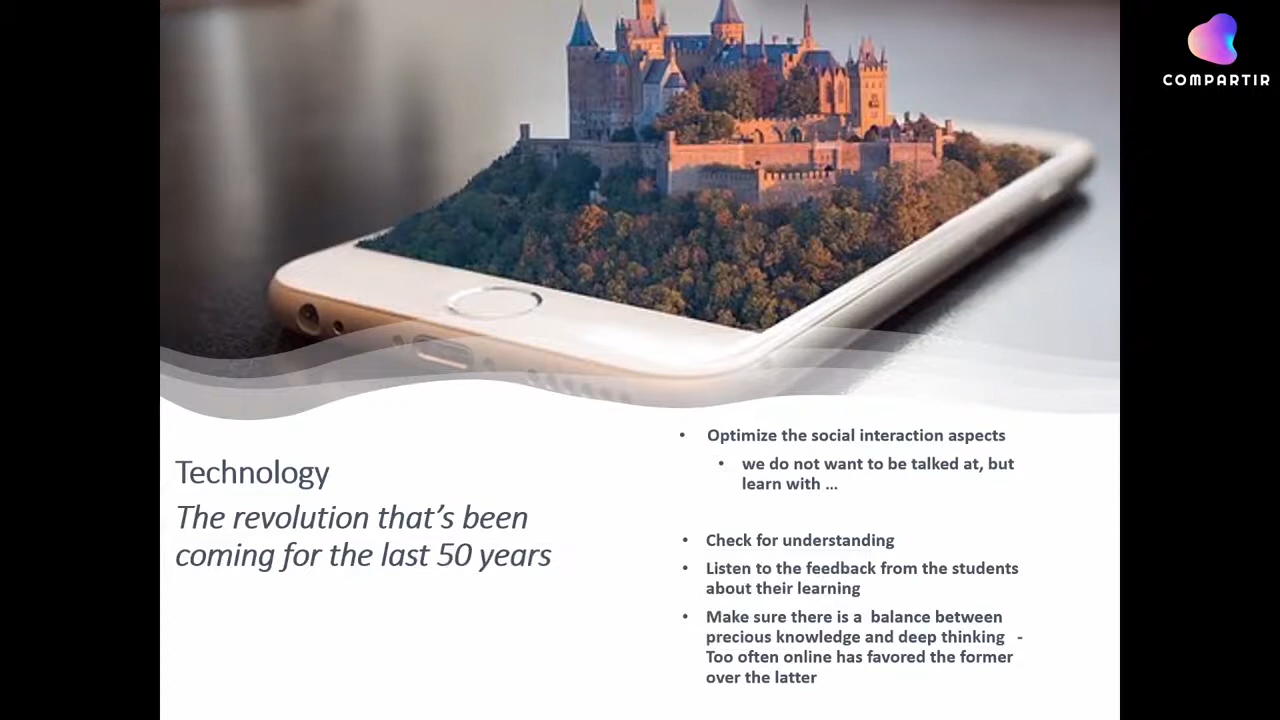 COMPARTIR
Technology
The revolution that's been
coming for the last 50 years
• Optimize the social interaction aspects
• we do not want to be talked at, but
learn with ...
• Check for understanding
• Listen to the feedback from the students
about their learning
• Make sure there is a  balance between
precious knowledge and deep thinking  -
Too often online has favored the former
over the latter